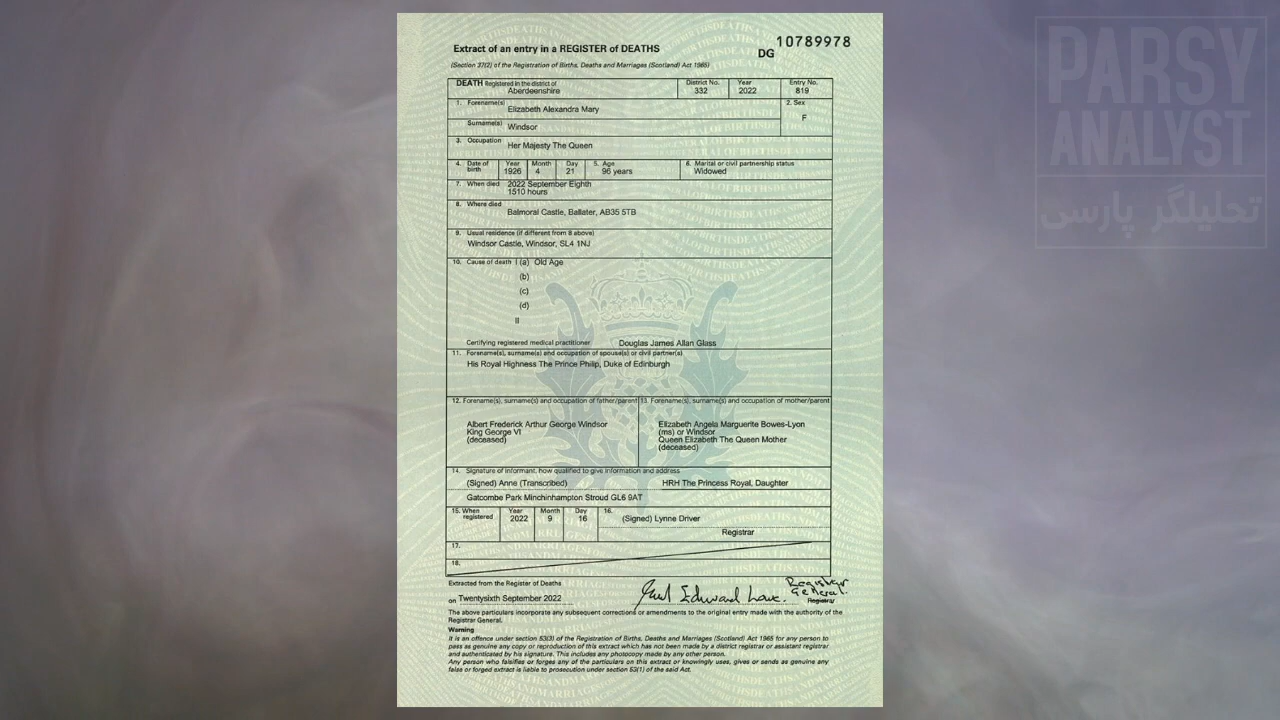 Extract of an entry in a REGISTER of DEATHS
DG 10789978
(Section 37(2) of the Registration of Births, Deaths and Marriages (Scotland) Act 1965)
DEATH Registered in the district of
Aberdeenshire
District No.
332
Year
2022
Entry No.
819
1. Forename(s)
Elizabeth Alexandra Mary
2. Sex
F
Surname(s)
Windsor
3. Occupation
Her Majesty The Queen
4. Date of birth
Year Month Day
1926 4 21
5. Age
96 years
6. Marital or civil partnership status
Widowed
7. When died
2022 September Eighth
1510 hours
8. Where died
Balmoral Castle, Ballater, AB35 5TB
9. Usual residence (if different from 8 above)
Windsor Castle, Windsor, SL4 1NJ
10. Cause of death I (a) Old Age
(b)
(c)
(d)
II
Certifying registered medical practitioner Douglas James Allan Glass
11. Forename(s), surname(s) and occupation of spouse(s) or civil partner(s)
His Royal Highness The Prince Philip, Duke of Edinburgh
12. Forename(s), surname(s) and occupation of father/parent
Albert Frederick Arthur George Windsor
King George VI
(deceased)
13. Forename(s), surname(s) and occupation of mother/parent
Elizabeth Angela Marguerite Bowes-Lyon
(ms) or Windsor
Queen Elizabeth The Queen Mother
(deceased)
14. Signature of informant, how qualified to give information and address
(Signed) Anne (Transcribed) HRH The Princess Royal, Daughter
Gatcombe Park Minchinhampton Stroud GL6 9AT
15. When registered
Year Month Day
2022 9 16
16.
(Signed) Lynne Driver
Registrar
17.
18.
Extracted from the Register of Deaths
on Twentysixth September 2022
Edward
Registrar General.
Registrar
The above particulars incorporate any subsequent corrections or amendments to the original entry made with the authority of the
Registrar General.
Warning
It is an offence under section 53(3) of the Registration of Births, Deaths and Marriages (Scotland) Act 1965 for any person to
pass as genuine any copy or reproduction of this extract which has not been made by a district registrar or assistant registrar
and authenticated by his signature. This includes any photocopy made by any other person.
Any person who falsifies or forges any of the particulars on this extract or knowingly uses, gives or sends as genuine any
false or forged extract is liable to prosecution under section 53(1) of the said Act.
PARSY
ANALIST
تحلیلگر پارسی